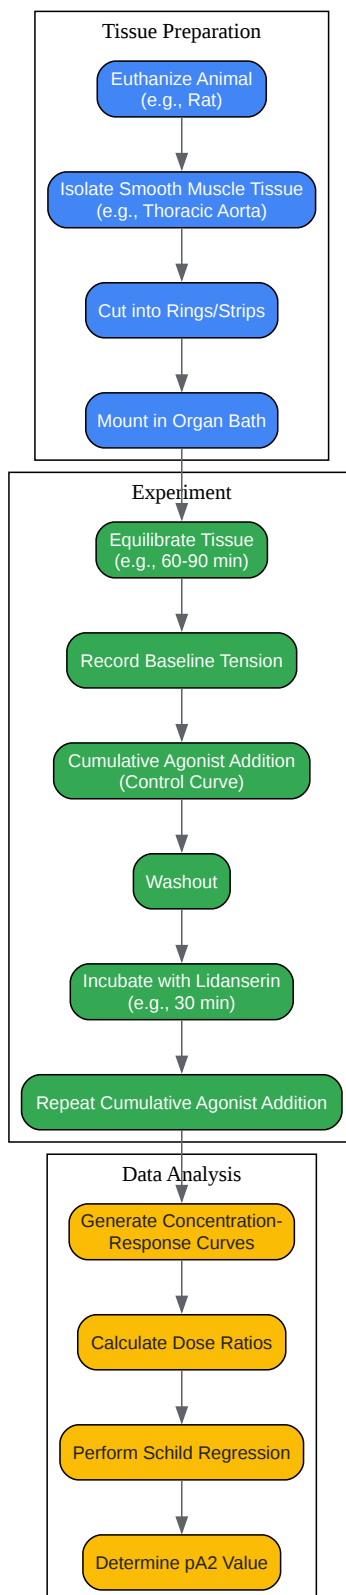 Tissue Preparation
Euthanize Animal
(e.g., Rat)
Isolate Smooth Muscle Tissue
(e.g., Thoracic Aorta)
Cut into Rings/Strips
Mount in Organ Bath
Experiment
Equilibrate Tissue
(e.g., 60-90 min)
Record Baseline Tension
Cumulative Agonist Addition
(Control Curve)
Washout
Incubate with Lidanserin
(e.g., 30 min)
Repeat Cumulative Agonist Addition
Data Analysis
Generate Concentration-
Response Curves
Calculate Dose Ratios
Perform Schild Regression
Determine pA2 Value